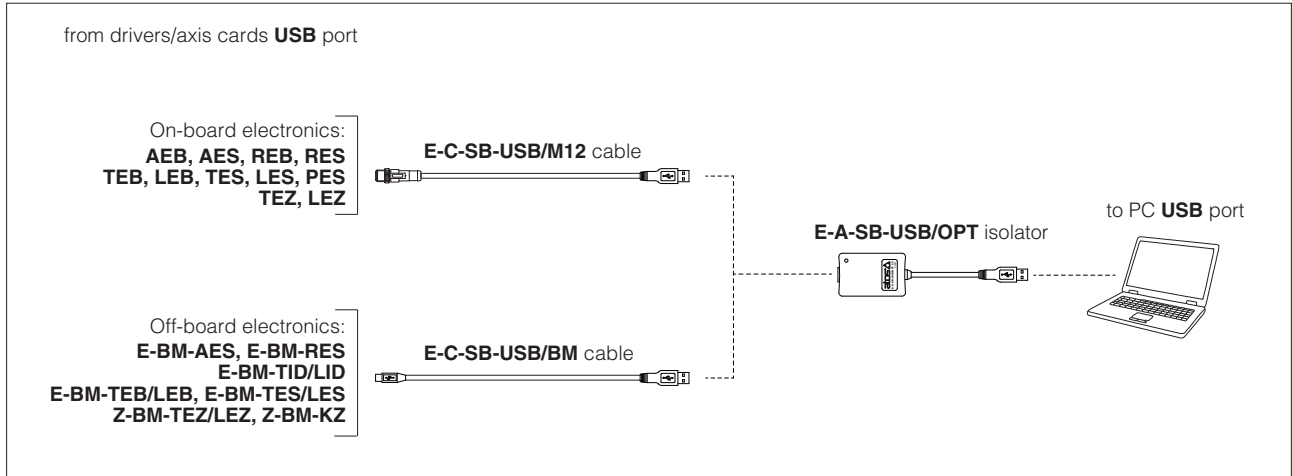 from drivers/axis cards USB port
On-board electronics:
AEB, AES, REB, RES
TEB, LEB, TES, LES, PES
TEZ, LEZ
E-C-SB-USB/M12 cable
E-A-SB-USB/OPT isolator
to PC USB port
Off-board electronics:
E-BM-AES, E-BM-RES
E-BM-TID/LID
E-BM-TEB/LEB, E-BM-TES/LES
Z-BM-TEZ/LEZ, Z-BM-KZ
E-C-SB-USB/BM cable
atos